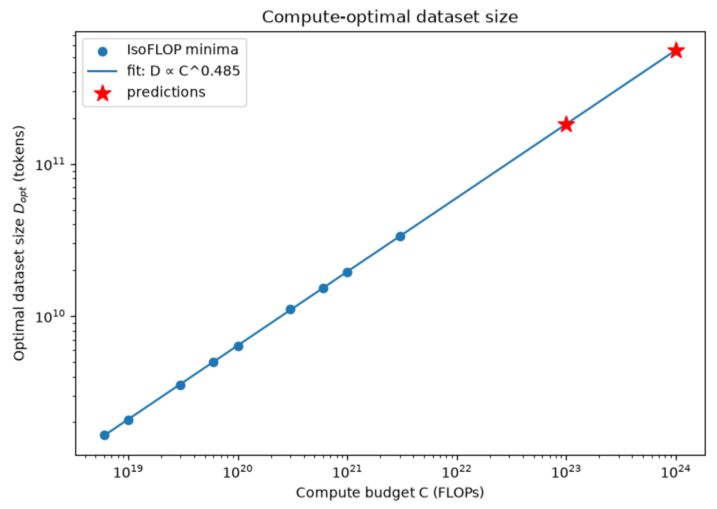 Compute-optimal dataset size
IsoFLOP minima
fit: D ∝ C^0.485
predictions
Optimal dataset size D_opt (tokens)
10^11
10^10
10^19
10^20
10^21
10^22
10^23
10^24
Compute budget C (FLOPs)